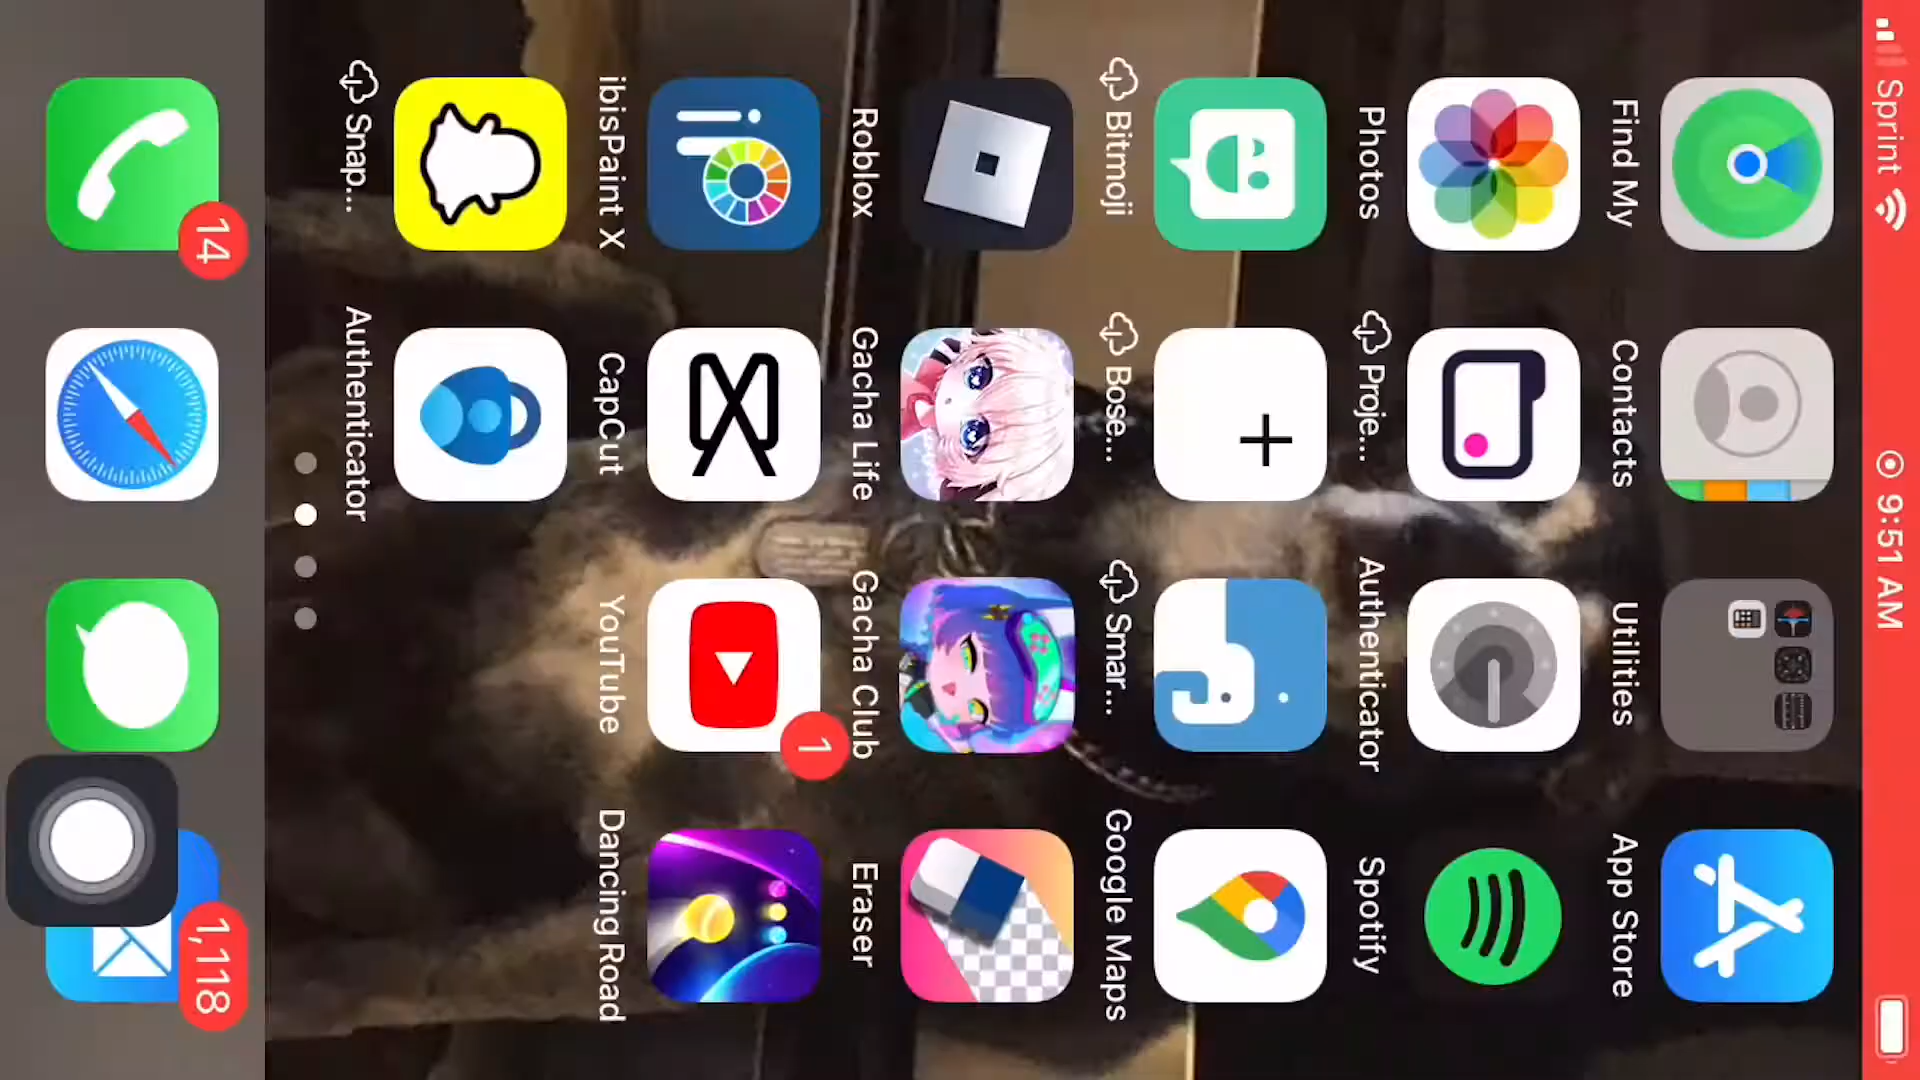 Sprint 9:51 AM
Find My Contacts Utilities App Store
Photos Proje... Authenticator Spotify
Bitmoji Bose... Smar... Google Maps
Roblox Gacha Life Gacha Club Eraser
1
ibisPaint X CapCut YouTube Dancing Road
Snap... Authenticator
14
1,118